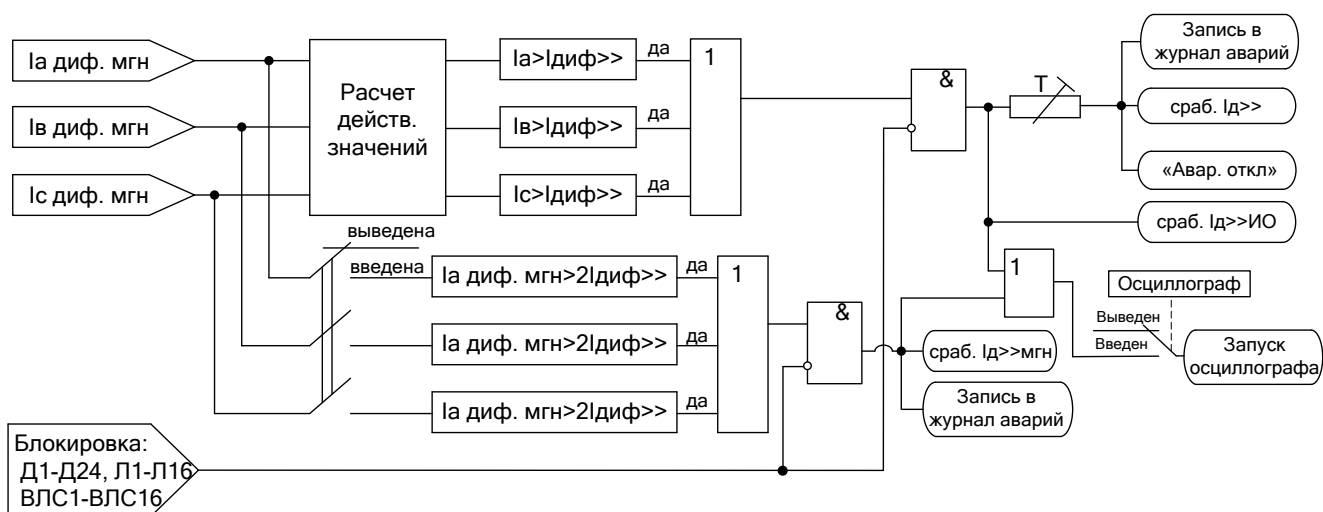 Iа диф. мгн
Iв диф. мгн
Iс диф. мгн
Расчет
действ.
значений
Iа>Iдиф>>
да
Iв>Iдиф>>
да
Iс>Iдиф>>
да
1
&
Т
Запись в
журнал аварий
сраб. Iд>>
«Авар. откл»
сраб. Iд>>ИО
выведена
введена
Iа диф. мгн>2Iдиф>>
да
Iа диф. мгн>2Iдиф>>
да
Iа диф. мгн>2Iдиф>>
да
1
&
1
Осциллограф
Выведен
Введен
Запуск
осциллографа
сраб. Iд>>мгн
Запись в
журнал аварий
Блокировка:
Д1-Д24, Л1-Л16
ВЛС1-ВЛС16